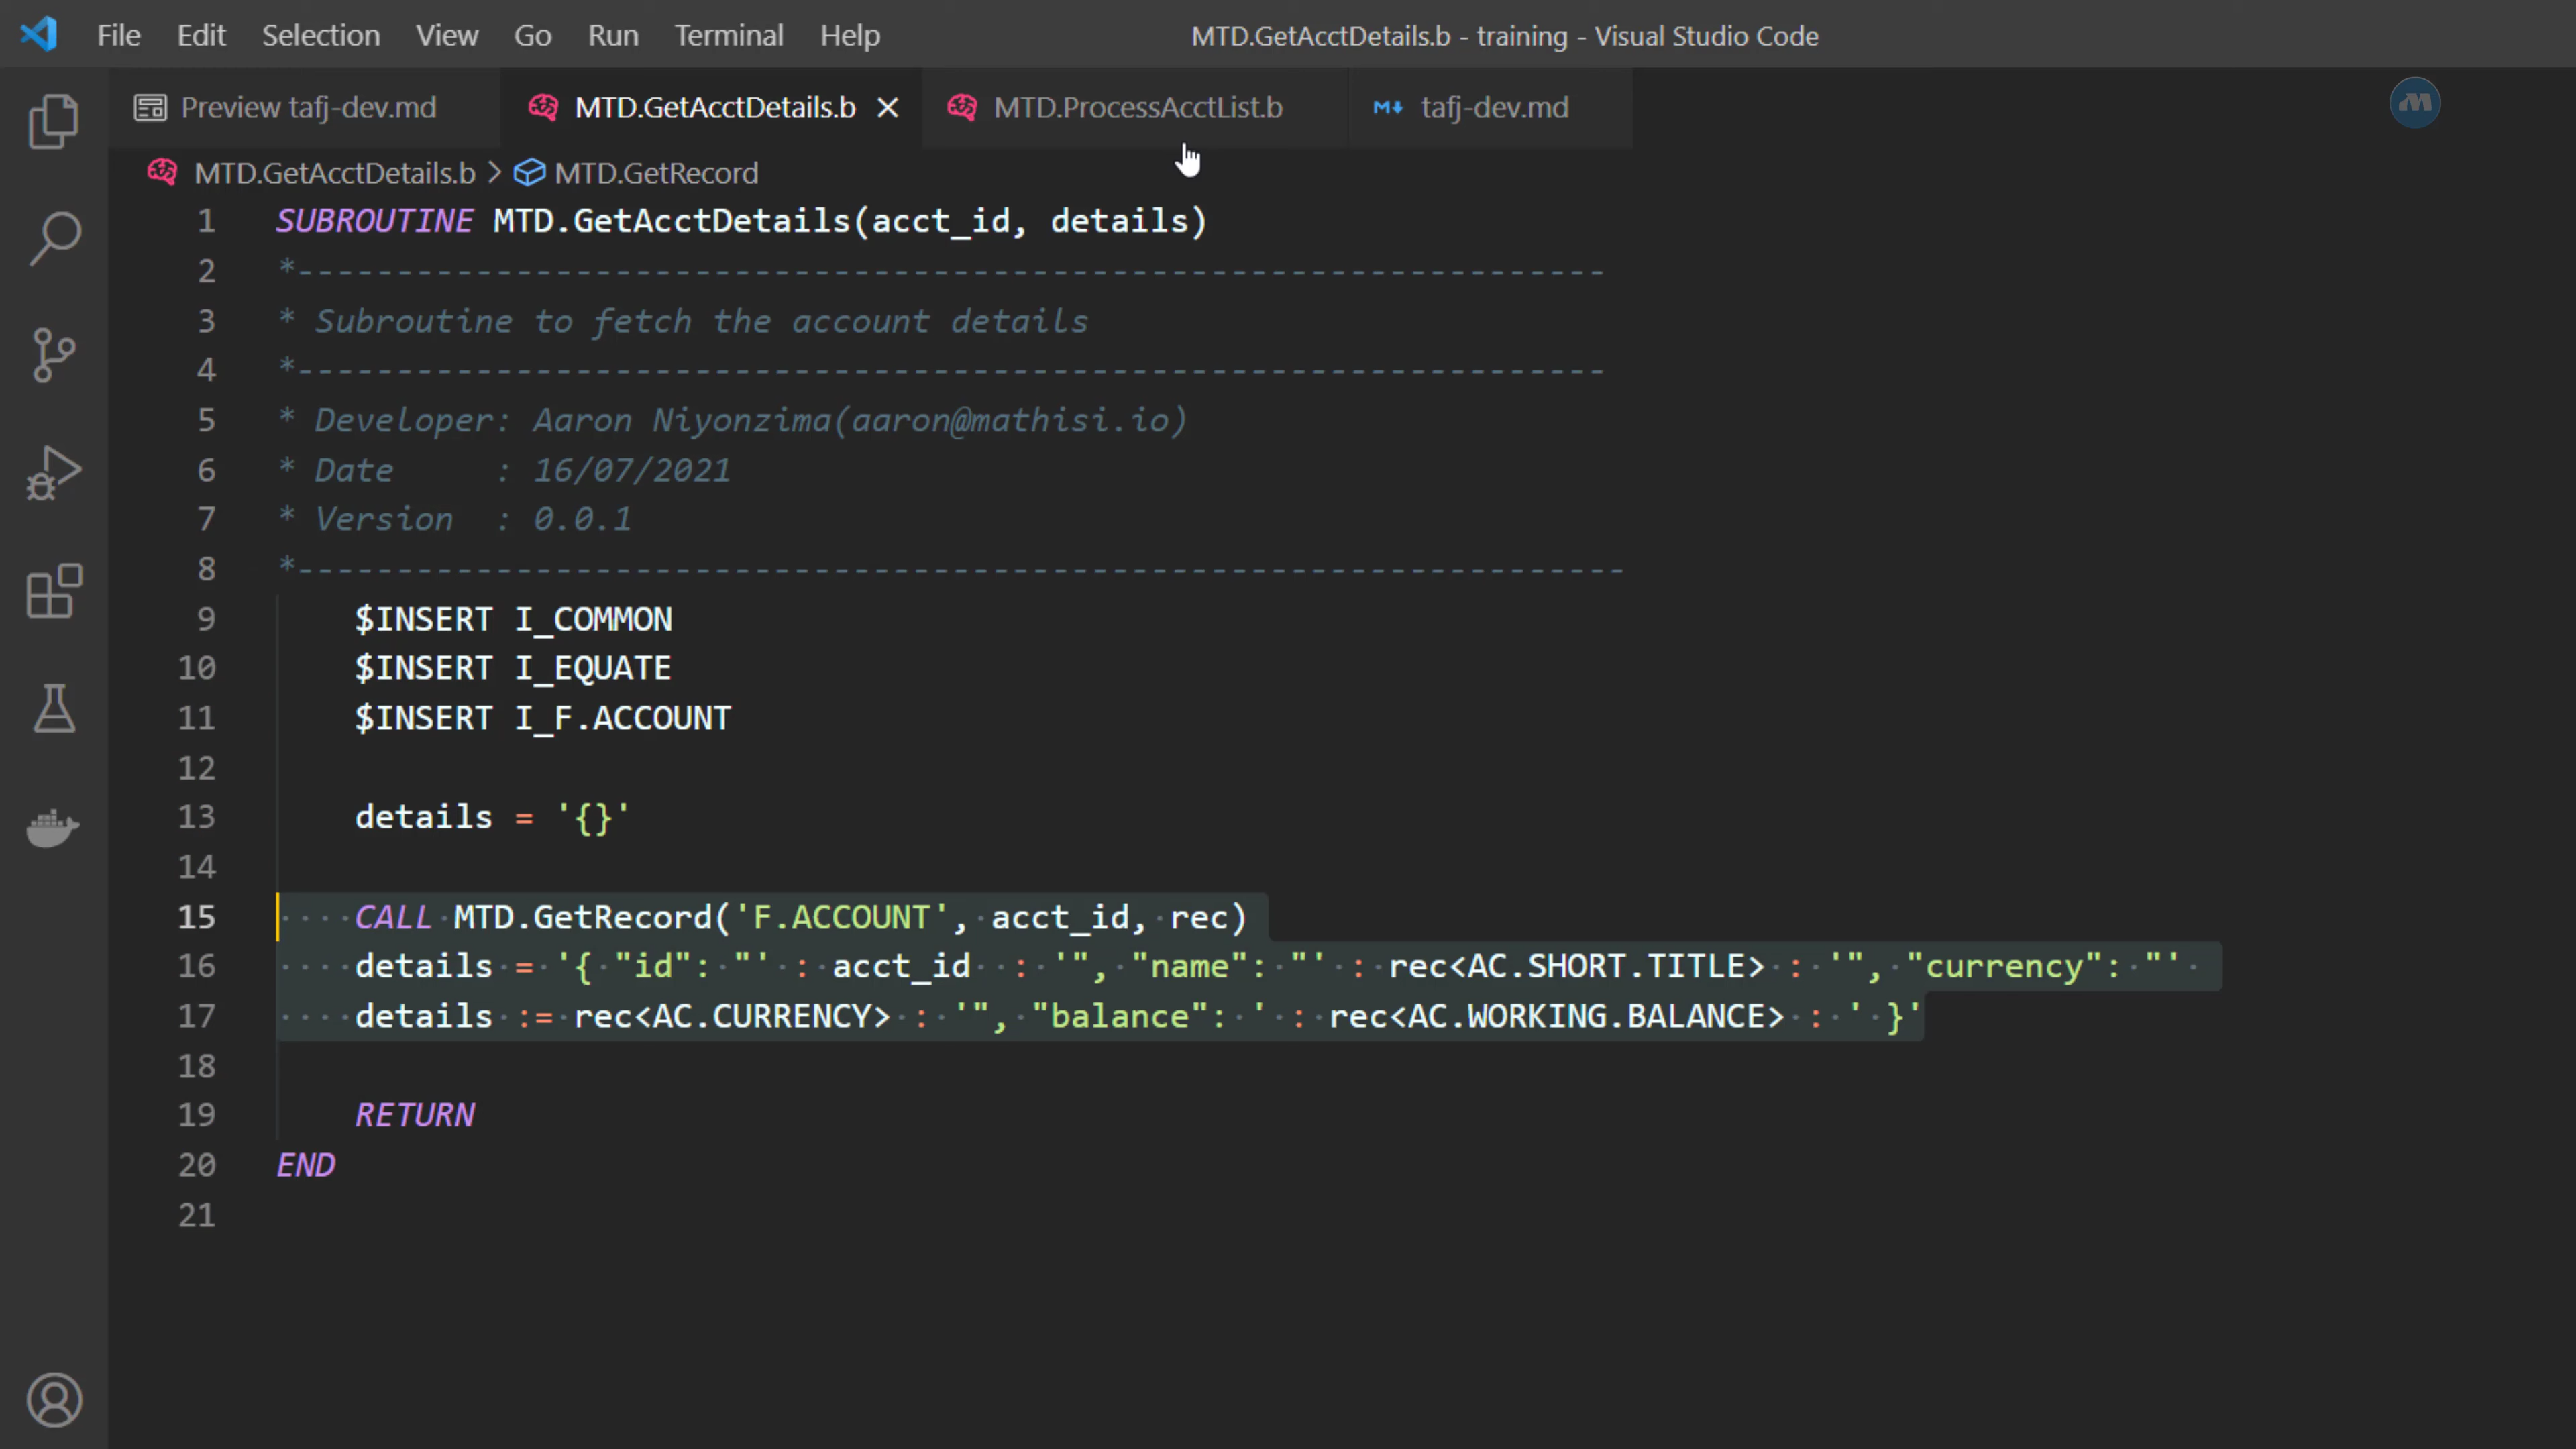 File Edit Selection View Go Run Terminal Help MTD.GetAcctDetails.b - training - Visual Studio Code
Preview tafj-dev.md MTD.GetAcctDetails.b MTD.ProcessAcctList.b tafj-dev.md
MTD.GetAcctDetails.b > MTD.GetRecord
1 SUBROUTINE MTD.GetAcctDetails(acct_id, details)
2 *------------------------------------------------------------------
3 * Subroutine to fetch the account details
4 *------------------------------------------------------------------
5 * Developer: Aaron Niyonzima(aaron@mathisi.io)
6 * Date     : 16/07/2021
7 * Version  : 0.0.1
8 *-------------------------------------------------------------------
9     $INSERT I_COMMON
10     $INSERT I_EQUATE
11     $INSERT I_F.ACCOUNT
12
13     details = '{}'
14
15     CALL MTD.GetRecord('F.ACCOUNT', acct_id, rec)
16     details = '{ "id": "' : acct_id  : '", "name": "' : rec<AC.SHORT.TITLE> : '", "currency": "'
17     details := rec<AC.CURRENCY> : '", "balance": ' : rec<AC.WORKING.BALANCE> : ' }'
18
19     RETURN
20 END
21